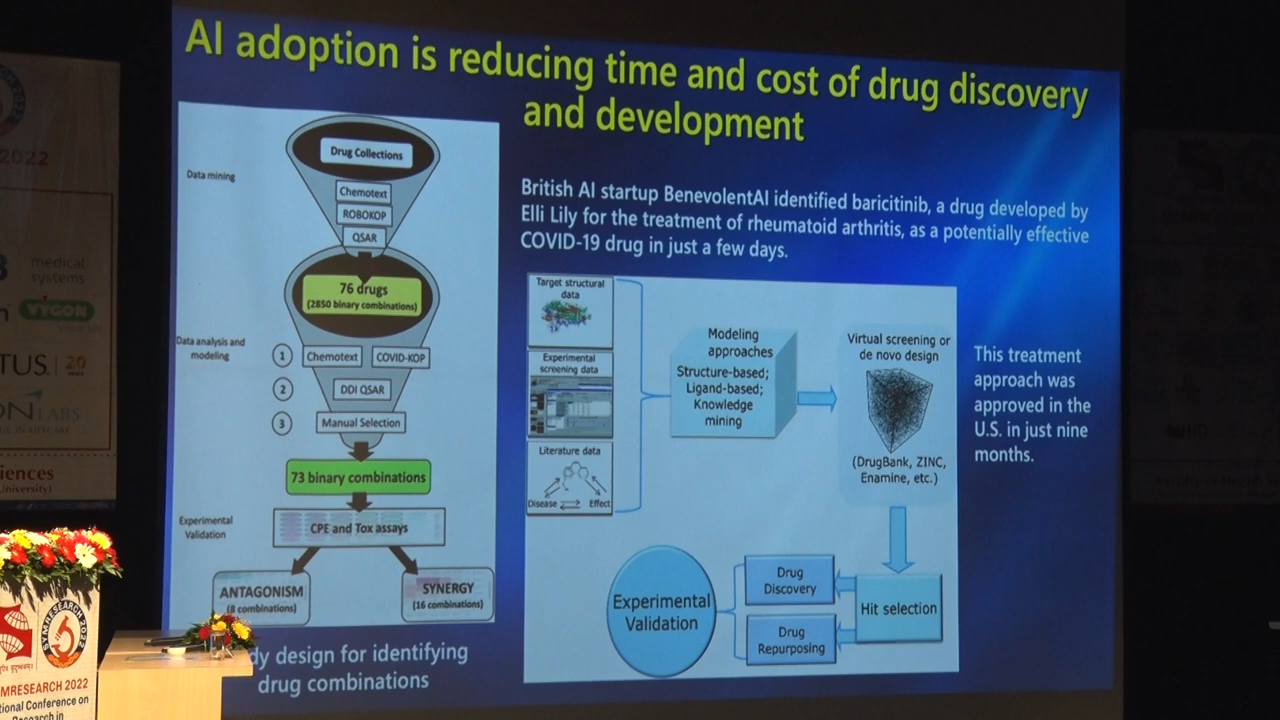 AI adoption is reducing time and cost of drug discovery
and development
Drug Collections
Data mining
Chemotext
ROBOKOP
QSAR
76 drugs
(2850 binary combinations)
Data analysis and
modeling
1
Chemotext
COVID-KOP
2
DDI QSAR
3
Manual Selection
73 binary combinations
Experimental
Validation
CPE and Tox assays
ANTAGONISM
(8 combinations)
SYNERGY
(16 combinations)
dy design for identifying
drug combinations
British AI startup BenevolentAI identified baricitinib, a drug developed by
Elli Lily for the treatment of rheumatoid arthritis, as a potentially effective
COVID-19 drug in just a few days.
Target structural
data
Experimental
screening data
Literature data
Disease
Effect
Modeling
approaches
Structure-based;
Ligand-based;
Knowledge
mining
Virtual screening or
de novo design
(DrugBank, ZINC,
Enamine, etc.)
Hit selection
Drug
Discovery
Drug
Repurposing
Experimental
Validation
This treatment
approach was
approved in the
U.S. in just nine
months.
2022
medical
systems
VYGON
TUS.
20
ON LABS
iences
University)
SYMRESEARCH 2022
MRESEARCH 2022
tional Conference on
Research in